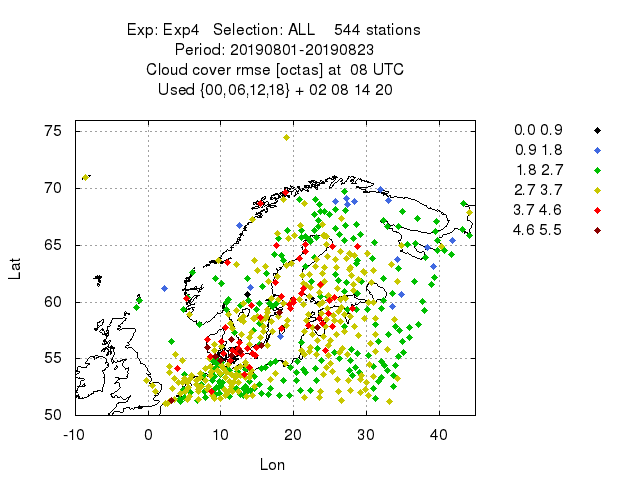 Exp: Exp4 Selection: ALL 544 stations
Period: 20190801-20190823
Cloud cover rmse [octas] at 08 UTC
Used {00,06,12,18} + 02 08 14 20
75
70
65
60
55
50
Lat
-10 0 10 20 30 40
Lon
0.0 0.9
0.9 1.8
1.8 2.7
2.7 3.7
3.7 4.6
4.6 5.5